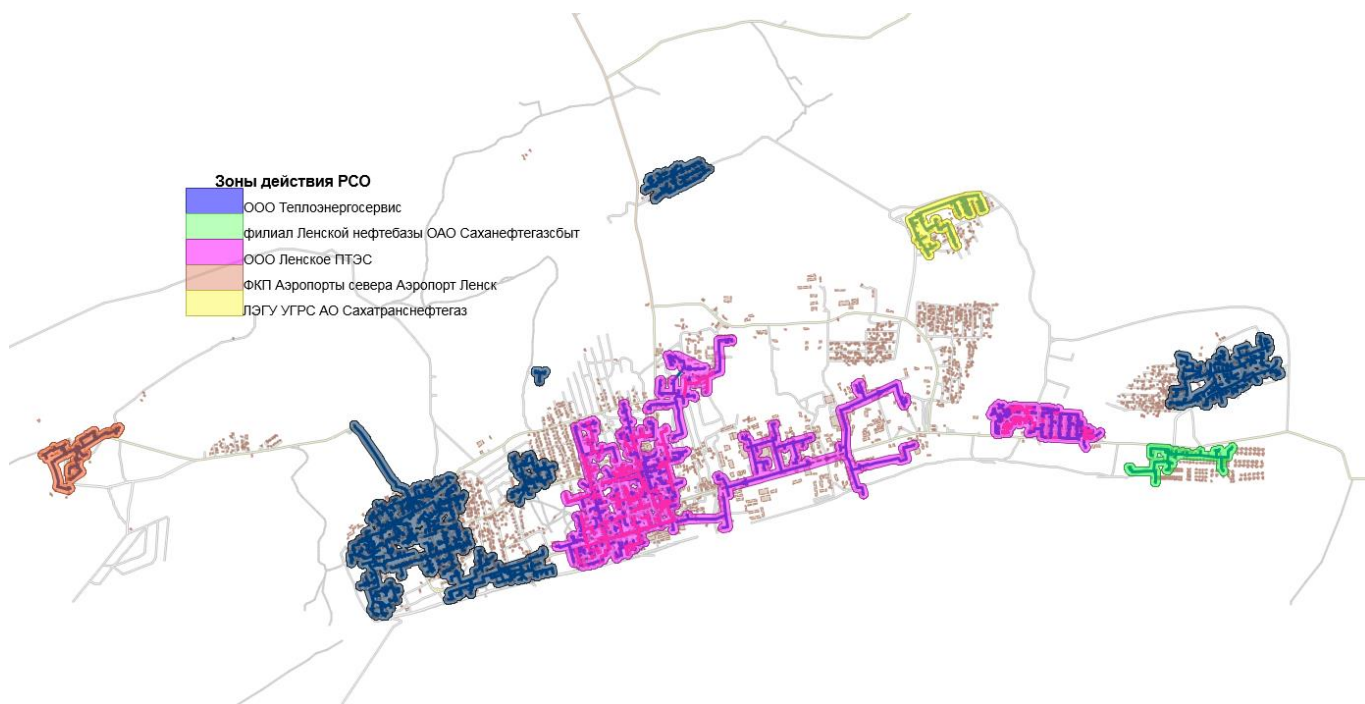 Зоны действия РСО
ООО Теплоэнергосервис
филиал Ленской нефтебазы ОАО Саханефтегазсбыт
ООО Ленское ПТЭС
ФКП Аэропорты севера Аэропорт Ленск
ЛЭГУ УГРС АО Сахатранснефтегаз